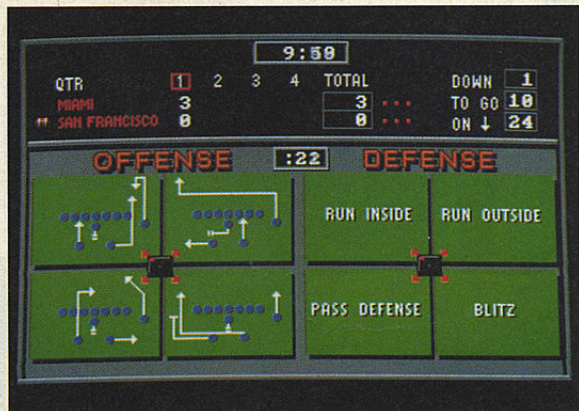 9:58
QTR 1 2 3 4 TOTAL DOWN 1
MIAMI 3 3 TO GO 10
SAN FRANCISCO 0 0 ON ↓ 24
OFFENSE :22 DEFENSE
RUN INSIDE RUN OUTSIDE
PASS DEFENSE BLITZ